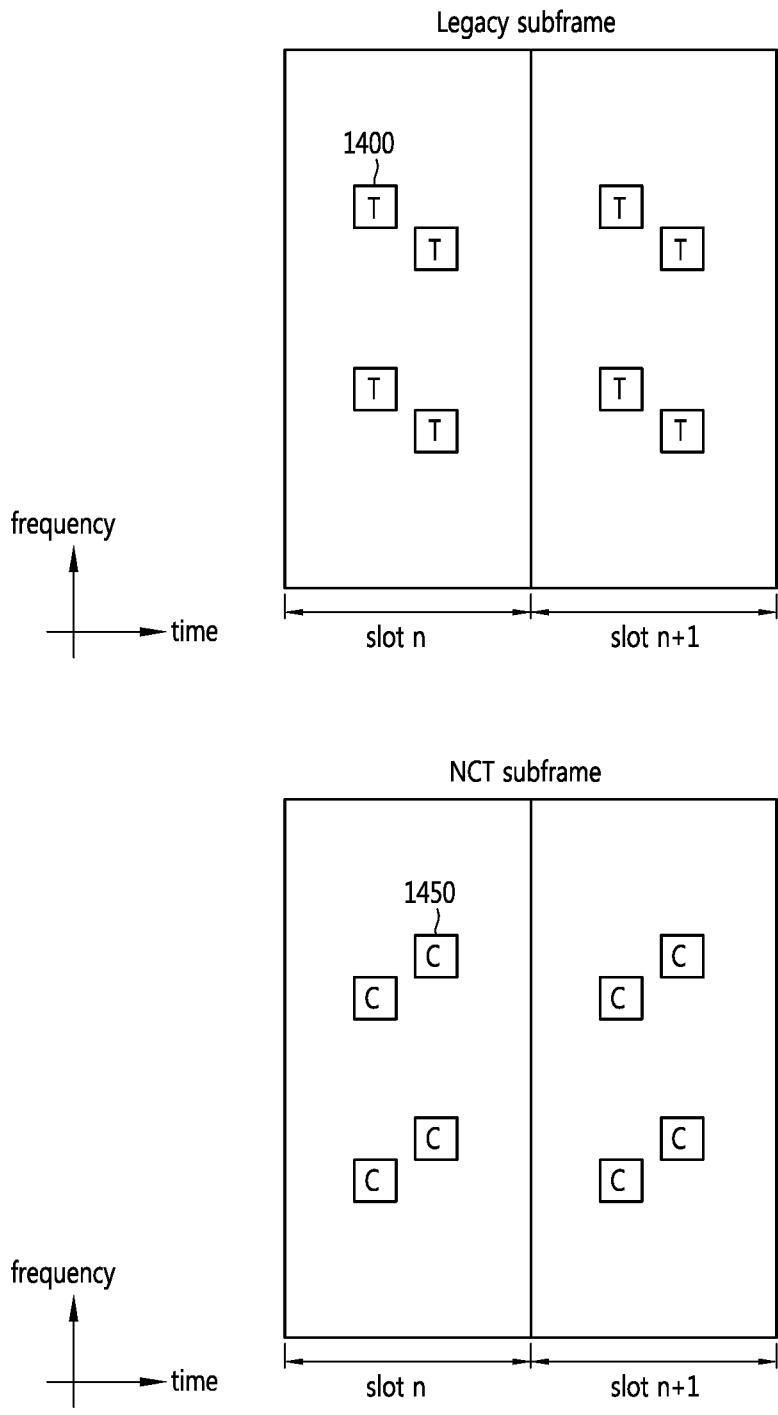 Legacy subframe
1400
T T
T T
T T
T T
frequency
time
slot n slot n+1
NCT subframe
1450
C C
C C
C C
C C
frequency
time
slot n slot n+1